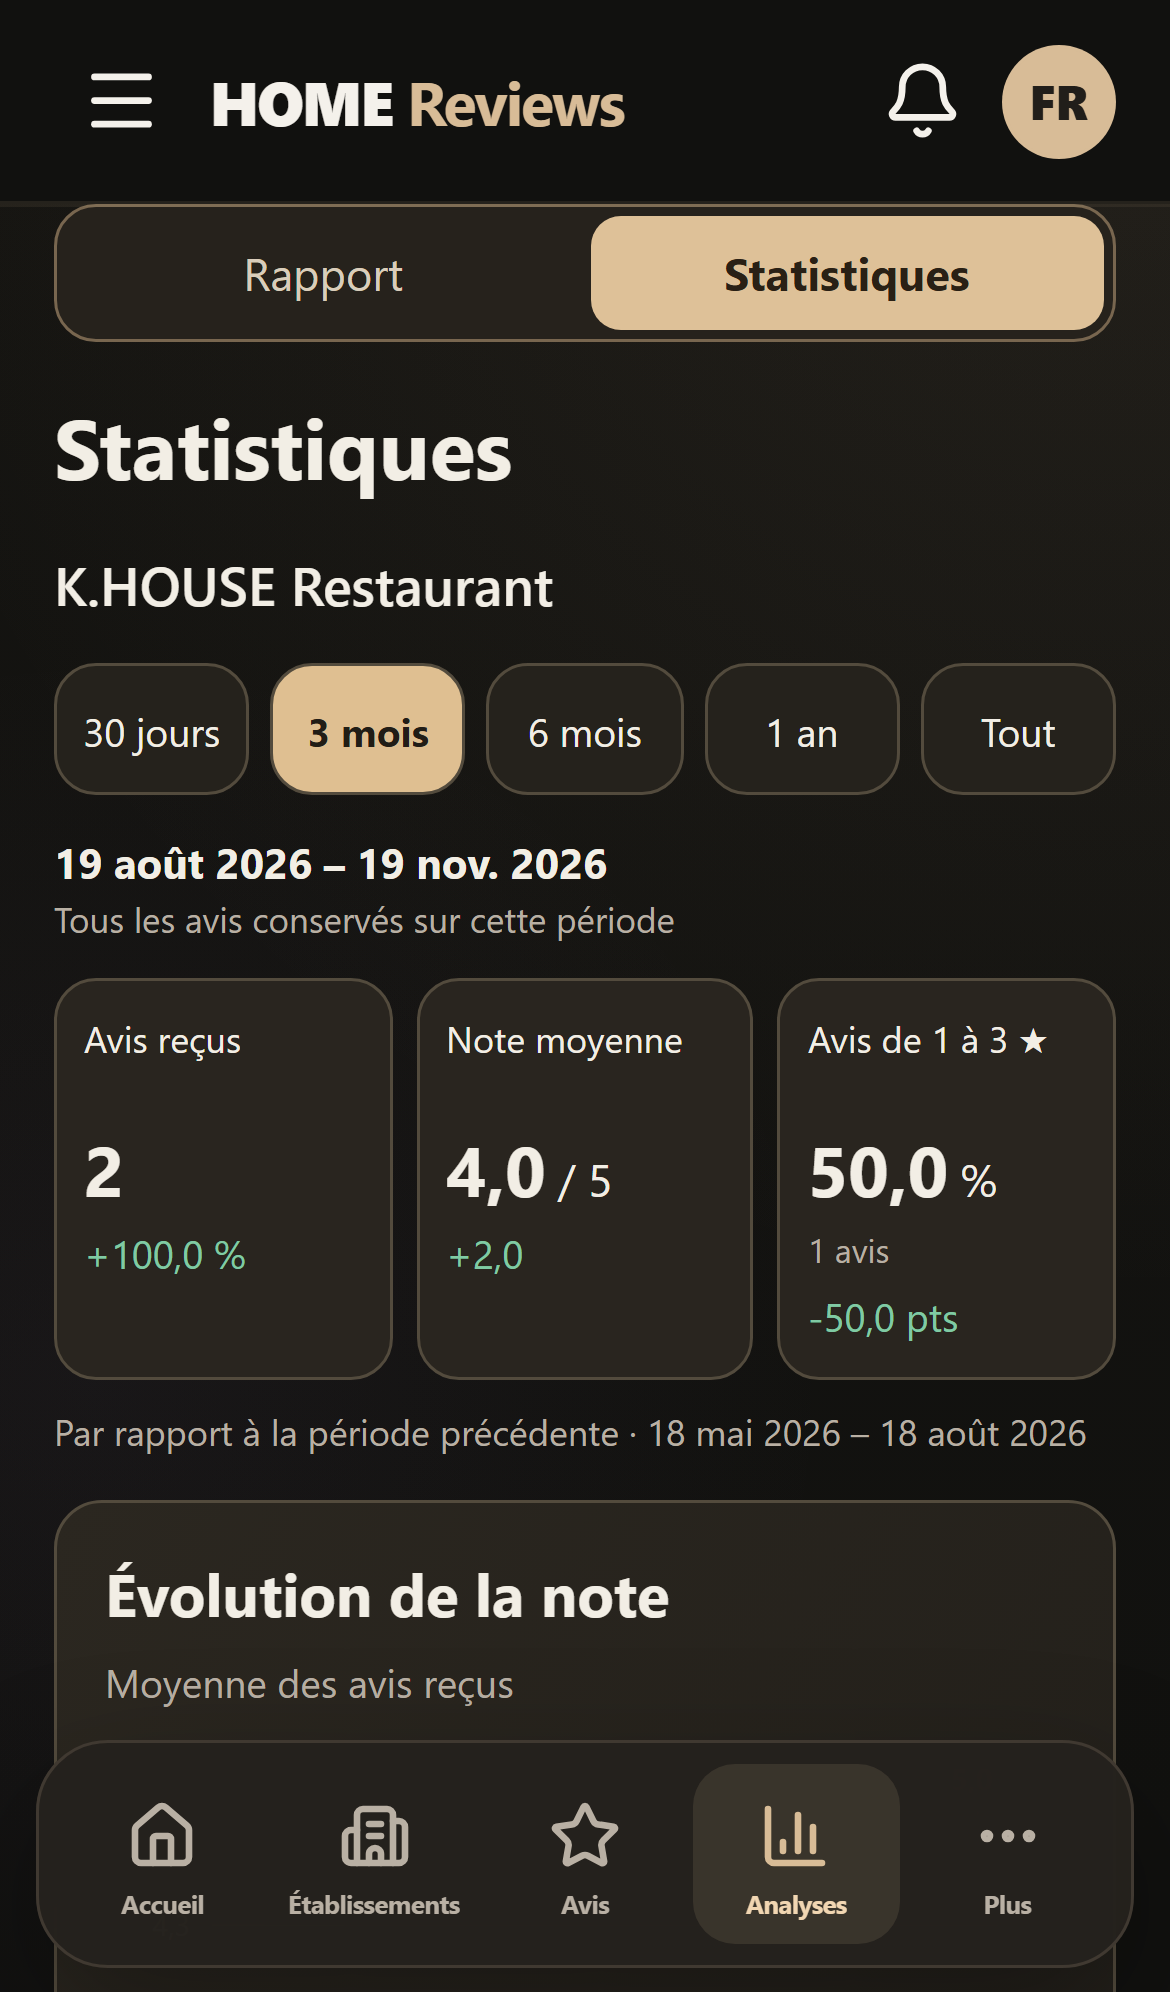 HOME Reviews
FR
Rapport
Statistiques
Statistiques
K.HOUSE Restaurant
30 jours
3 mois
6 mois
1 an
Tout
19 août 2026 – 19 nov. 2026
Tous les avis conservés sur cette période
Avis reçus
2
+100,0 %
Note moyenne
4,0 / 5
+2,0
Avis de 1 à 3 ★
50,0 %
1 avis
-50,0 pts
Par rapport à la période précédente · 18 mai 2026 – 18 août 2026
Évolution de la note
Moyenne des avis reçus
Accueil
Établissements
Avis
Analyses
Plus